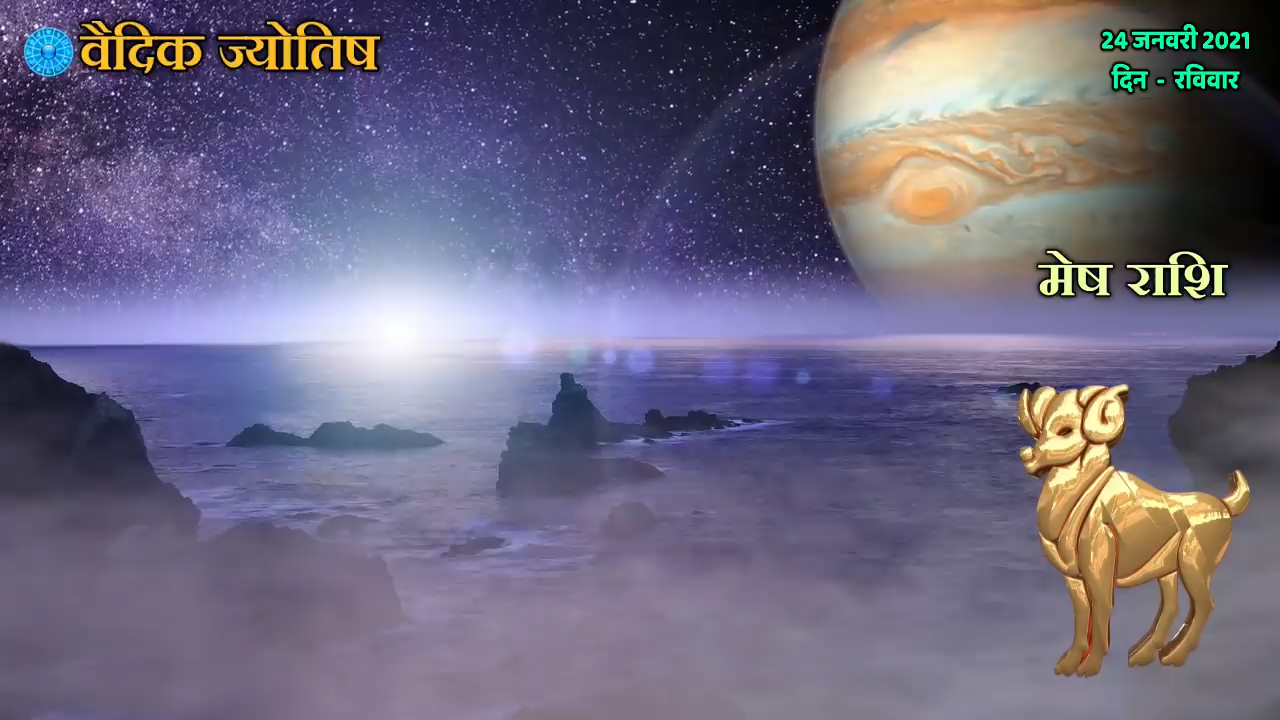 वैदिक ज्योतिष
24 जनवरी 2021
दिन - रविवार
मेष राशि